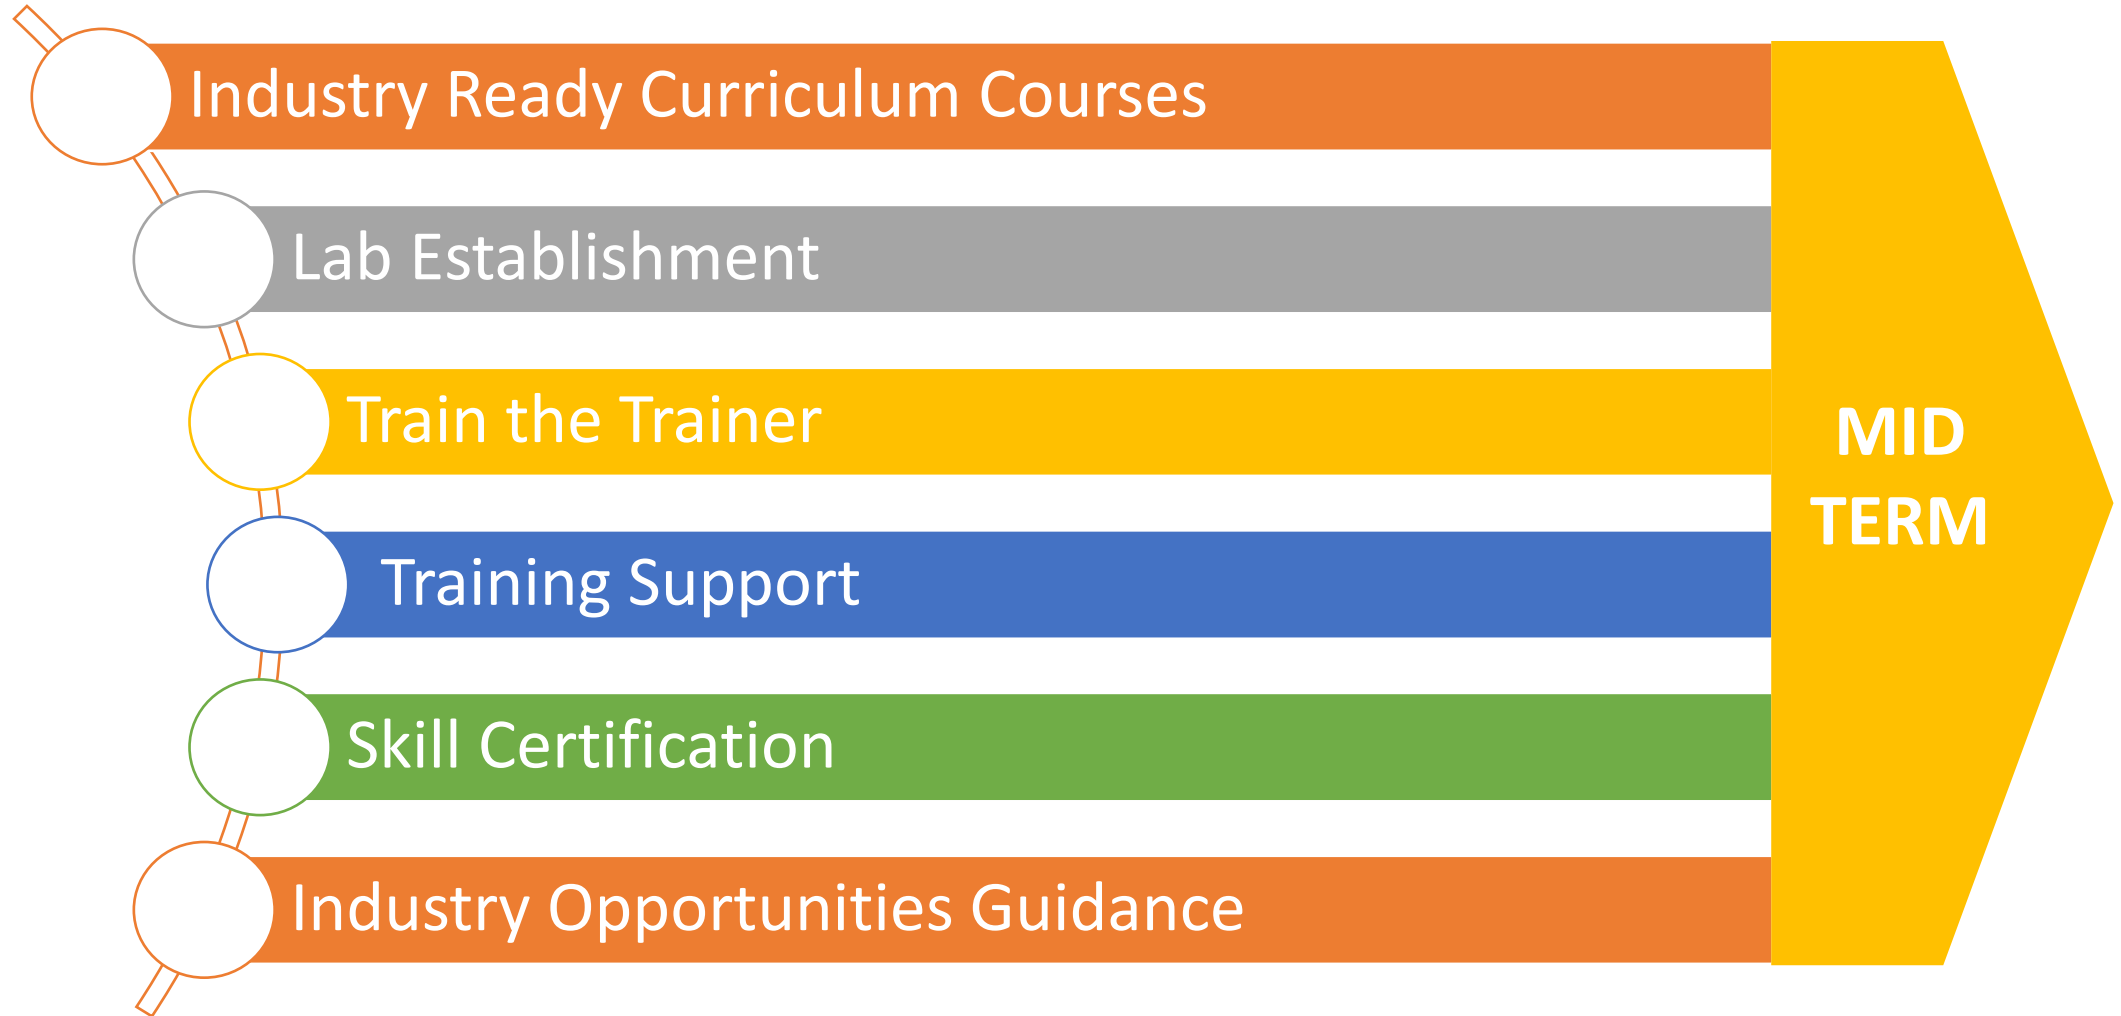 Industry Ready Curriculum Courses
Lab Establishment
Train the Trainer
Training Support
Skill Certification
Industry Opportunities Guidance
MID
TERM